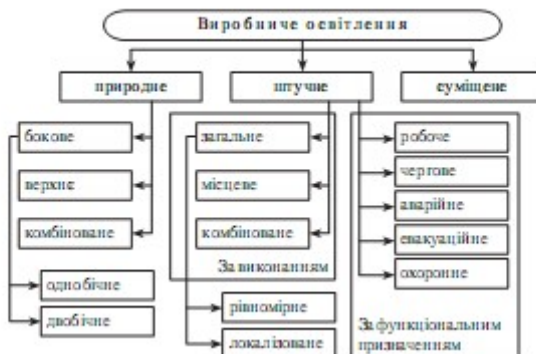 Виробниче освітлення
природне
штучне
суміщене
бокове
верхнє
комбіноване
однобічне
двобічне
загальне
місцеве
комбіноване
За виконанням
рівномірне
локалізоване
робоче
чергове
аварійне
евакуаційне
охоронне
За функціональним
призначенням